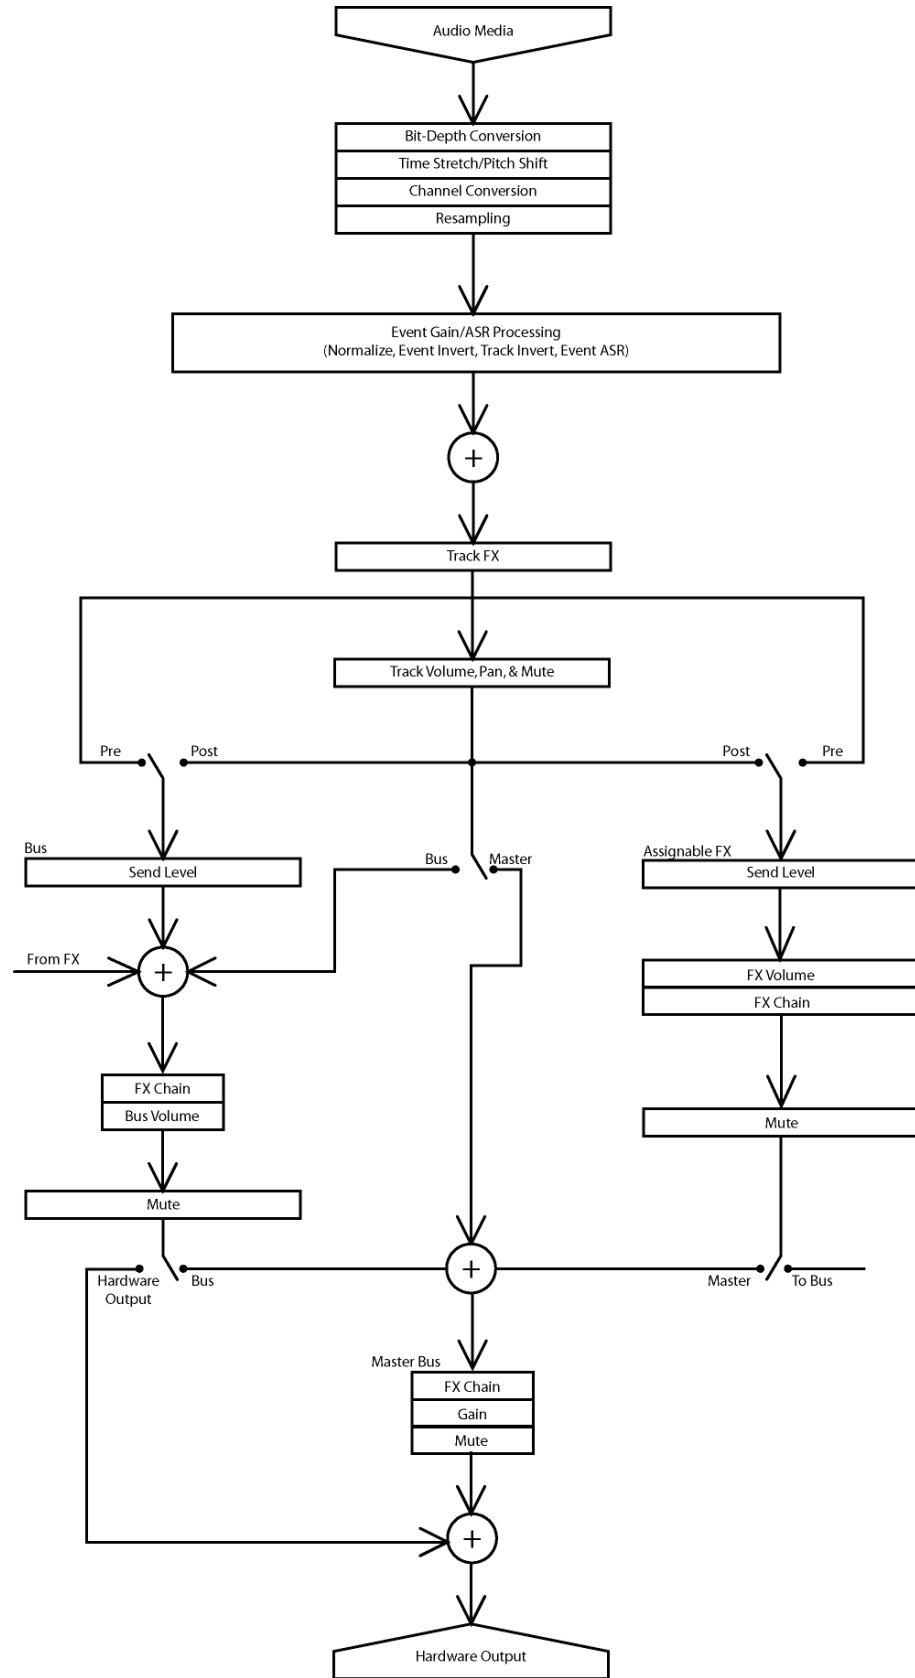 Audio Media
Bit-Depth Conversion
Time Stretch/Pitch Shift
Channel Conversion
Resampling
Event Gain/ASR Processing
(Normalize, Event Invert, Track Invert, Event ASR)
+
Track FX
Track Volume, Pan, & Mute
Pre
Post
Post
Pre
Bus
Send Level
Bus
Master
Assignable FX
Send Level
From FX
+
FX Volume
FX Chain
FX Chain
Bus Volume
Mute
Mute
Hardware
Output
Bus
+
Master
To Bus
Master Bus
FX Chain
Gain
Mute
+
Hardware Output